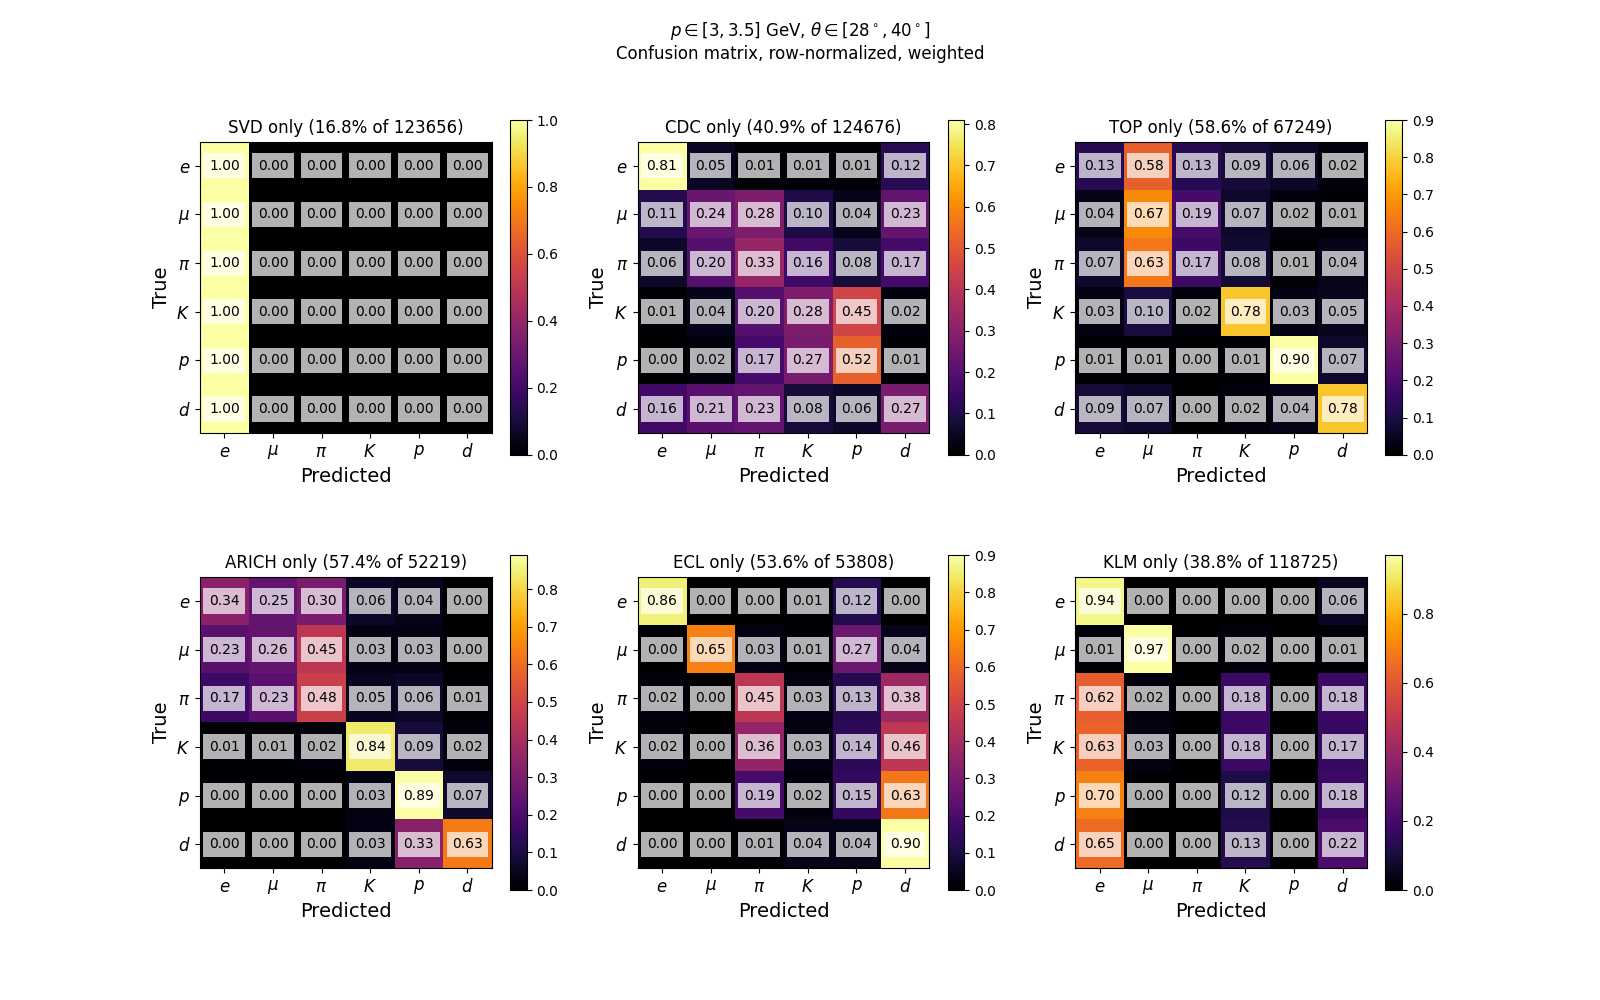 p ∈ [3, 3.5] GeV, θ ∈ [28°, 40°]
Confusion matrix, row-normalized, weighted
SVD only (16.8% of 123656)
e 1.00 0.00 0.00 0.00 0.00 0.00
μ 1.00 0.00 0.00 0.00 0.00 0.00
π 1.00 0.00 0.00 0.00 0.00 0.00
K 1.00 0.00 0.00 0.00 0.00 0.00
p 1.00 0.00 0.00 0.00 0.00 0.00
d 1.00 0.00 0.00 0.00 0.00 0.00
e μ π K p d
True
Predicted
1.0
0.8
0.6
0.4
0.2
0.0
CDC only (40.9% of 124676)
e 0.81 0.05 0.01 0.01 0.01 0.12
μ 0.11 0.24 0.28 0.10 0.04 0.23
π 0.06 0.20 0.33 0.16 0.08 0.17
K 0.01 0.04 0.20 0.28 0.45 0.02
p 0.00 0.02 0.17 0.27 0.52 0.01
d 0.16 0.21 0.23 0.08 0.06 0.27
e μ π K p d
True
Predicted
0.8
0.7
0.6
0.5
0.4
0.3
0.2
0.1
0.0
TOP only (58.6% of 67249)
e 0.13 0.58 0.13 0.09 0.06 0.02
μ 0.04 0.67 0.19 0.07 0.02 0.01
π 0.07 0.63 0.17 0.08 0.01 0.04
K 0.03 0.10 0.02 0.78 0.03 0.05
p 0.01 0.01 0.00 0.01 0.90 0.07
d 0.09 0.07 0.00 0.02 0.04 0.78
e μ π K p d
True
Predicted
0.9
0.8
0.7
0.6
0.5
0.4
0.3
0.2
0.1
0.0
ARICH only (57.4% of 52219)
e 0.34 0.25 0.30 0.06 0.04 0.00
μ 0.23 0.26 0.45 0.03 0.03 0.00
π 0.17 0.23 0.48 0.05 0.06 0.01
K 0.01 0.01 0.02 0.84 0.09 0.02
p 0.00 0.00 0.00 0.03 0.89 0.07
d 0.00 0.00 0.00 0.03 0.33 0.63
e μ π K p d
True
Predicted
0.8
0.7
0.6
0.5
0.4
0.3
0.2
0.1
0.0
ECL only (53.6% of 53808)
e 0.86 0.00 0.00 0.01 0.12 0.00
μ 0.00 0.65 0.03 0.01 0.27 0.04
π 0.02 0.00 0.45 0.03 0.13 0.38
K 0.02 0.00 0.36 0.03 0.14 0.46
p 0.00 0.00 0.19 0.02 0.15 0.63
d 0.00 0.00 0.01 0.04 0.04 0.90
e μ π K p d
True
Predicted
0.9
0.8
0.7
0.6
0.5
0.4
0.3
0.2
0.1
0.0
KLM only (38.8% of 118725)
e 0.94 0.00 0.00 0.00 0.00 0.06
μ 0.01 0.97 0.00 0.02 0.00 0.01
π 0.62 0.02 0.00 0.18 0.00 0.18
K 0.63 0.03 0.00 0.18 0.00 0.17
p 0.70 0.00 0.00 0.12 0.00 0.18
d 0.65 0.00 0.00 0.13 0.00 0.22
e μ π K p d
True
Predicted
0.8
0.6
0.4
0.2
0.0